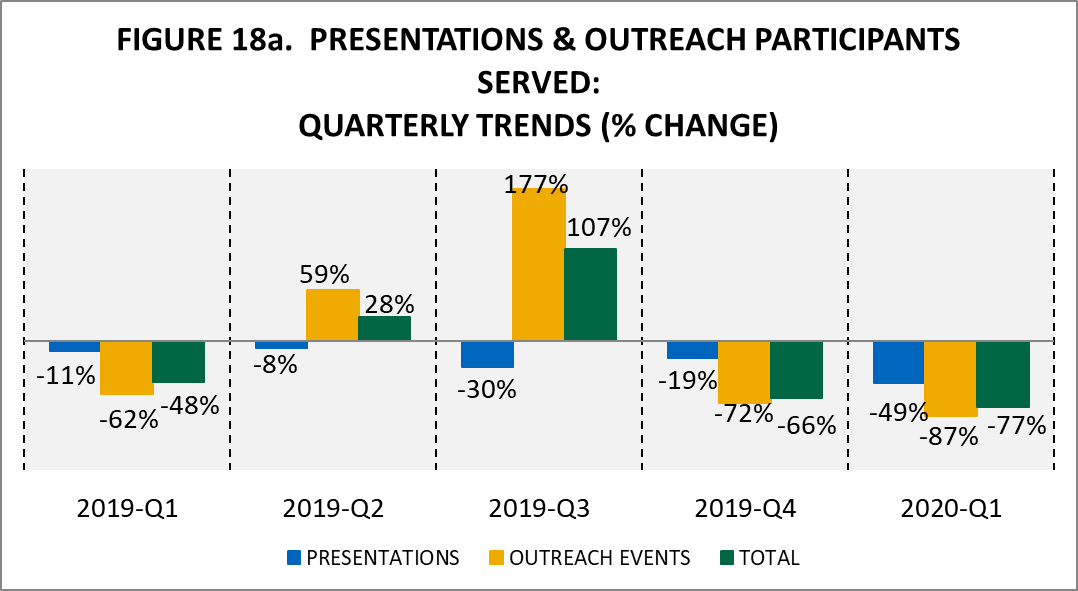 FIGURE 18a.  PRESENTATIONS & OUTREACH PARTICIPANTS
SERVED:
QUARTERLY TRENDS (% CHANGE)
177%
107%
59%
28%
-11%
-62%
-48%
-8%
-30%
-19%
-72%
-66%
-49%
-87%
-77%
2019-Q1
2019-Q2
2019-Q3
2019-Q4
2020-Q1
PRESENTATIONS
OUTREACH EVENTS
TOTAL